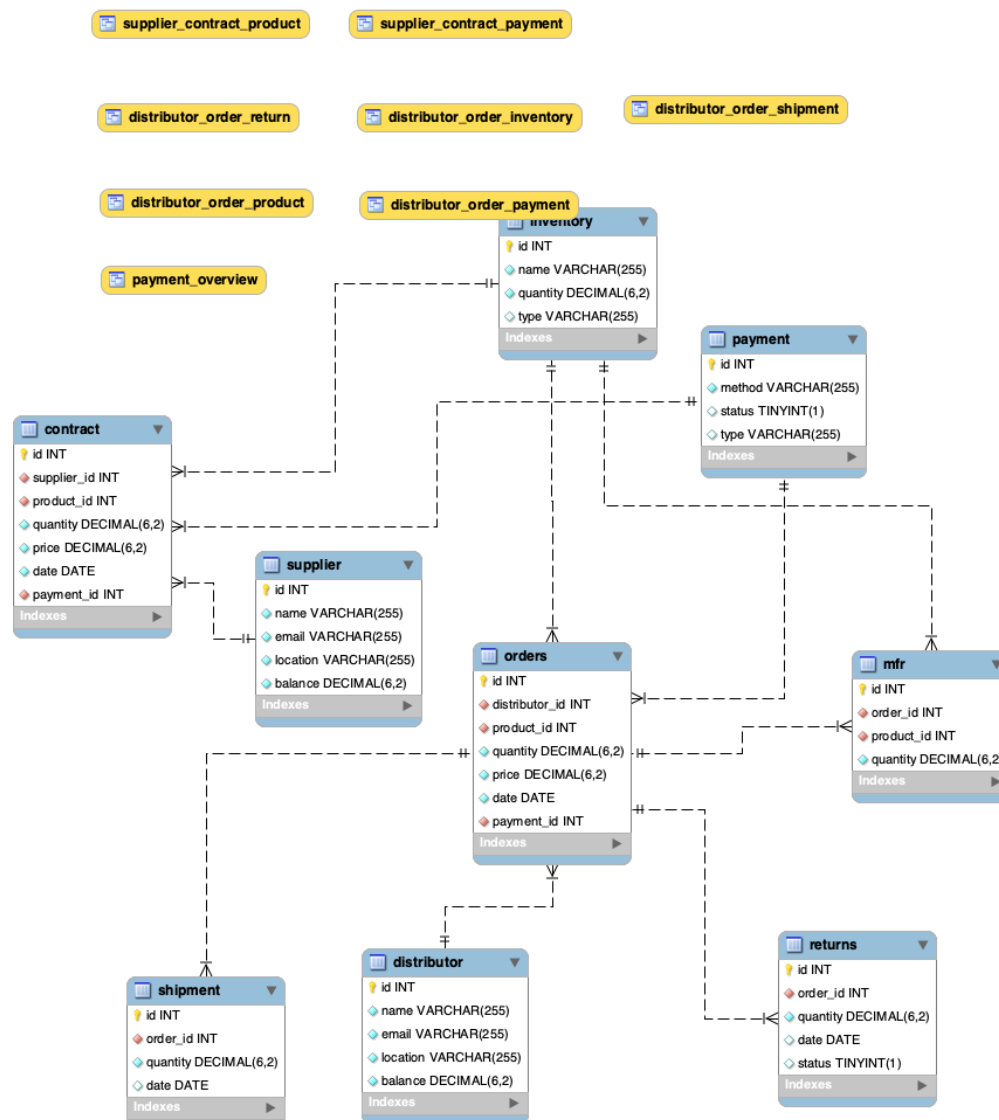 supplier_contract_product
supplier_contract_payment
distributor_order_return
distributor_order_inventory
distributor_order_shipment
distributor_order_product
distributor_order_payment
payment_overview
inventory
id INT
name VARCHAR(255)
quantity DECIMAL(6,2)
type VARCHAR(255)
Indexes
payment
id INT
method VARCHAR(255)
status TINYINT(1)
type VARCHAR(255)
Indexes
contract
id INT
supplier_id INT
product_id INT
quantity DECIMAL(6,2)
price DECIMAL(6,2)
date DATE
payment_id INT
Indexes
supplier
id INT
name VARCHAR(255)
email VARCHAR(255)
location VARCHAR(255)
balance DECIMAL(6,2)
Indexes
orders
id INT
distributor_id INT
product_id INT
quantity DECIMAL(6,2)
price DECIMAL(6,2)
date DATE
payment_id INT
Indexes
mfr
id INT
order_id INT
product_id INT
quantity DECIMAL(6,2
Indexes
shipment
id INT
order_id INT
quantity DECIMAL(6,2)
date DATE
Indexes
distributor
id INT
name VARCHAR(255)
email VARCHAR(255)
location VARCHAR(255)
balance DECIMAL(6,2)
Indexes
returns
id INT
order_id INT
quantity DECIMAL(6,2)
date DATE
status TINYINT(1)
Indexes